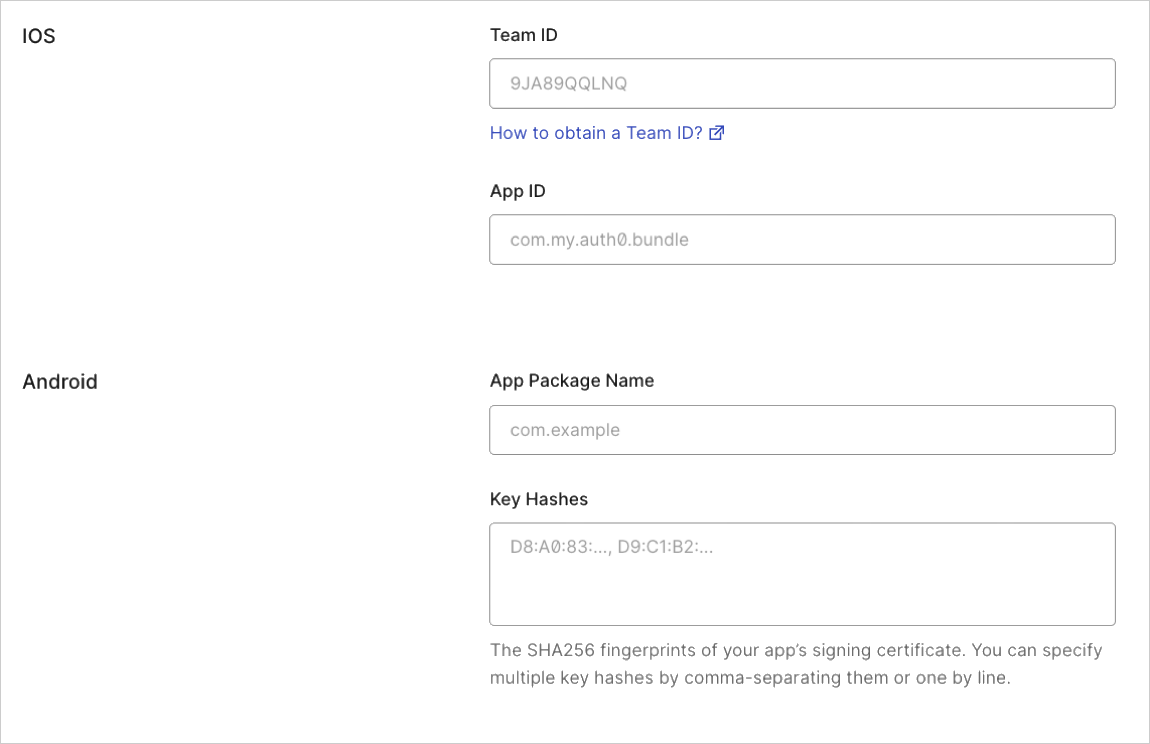 IOS
Team ID
9JA89QQLNQ
How to obtain a Team ID?
App ID
com.my.auth0.bundle
Android
App Package Name
com.example
Key Hashes
D8:A0:83:..., D9:C1:B2:...
The SHA256 fingerprints of your app’s signing certificate. You can specify
multiple key hashes by comma-separating them or one by line.